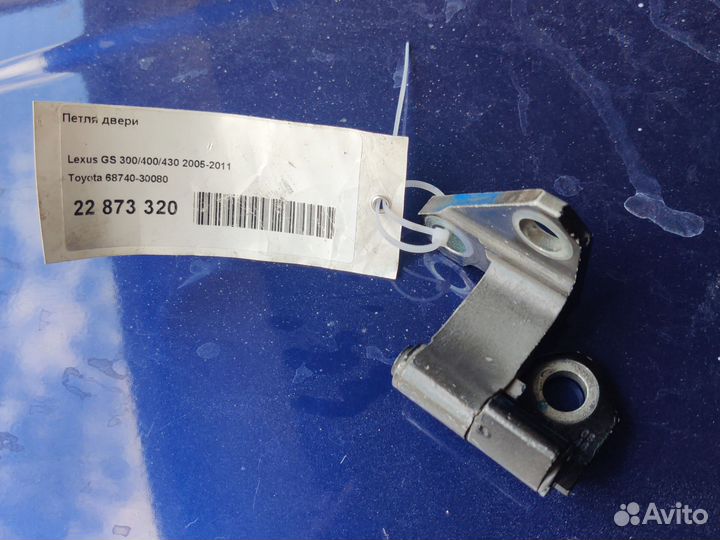 Петля двери
Lexus GS 300/400/430 2005-2011
Toyota 68740-30080
22 873 320
Avito